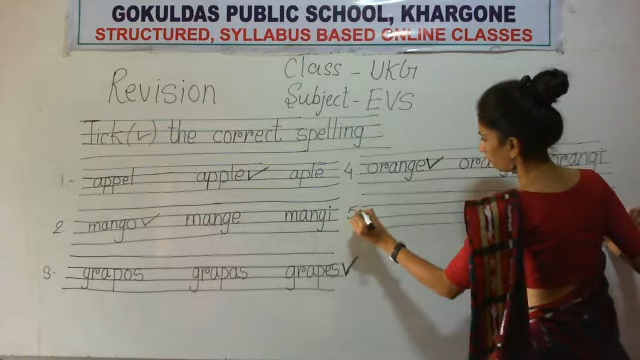 GOKULDAS PUBLIC SCHOOL, KHARGONE
STRUCTURED, SYLLABUS BASED ONLINE CLASSES
Revision
Class - UKG
Subject - EVS
Tick (✓) the correct spelling
1.- appel apple✓ aple
2. mango✓ mange mangi
3. grapos grapas grapes✓
4. orange✓ orangi
5